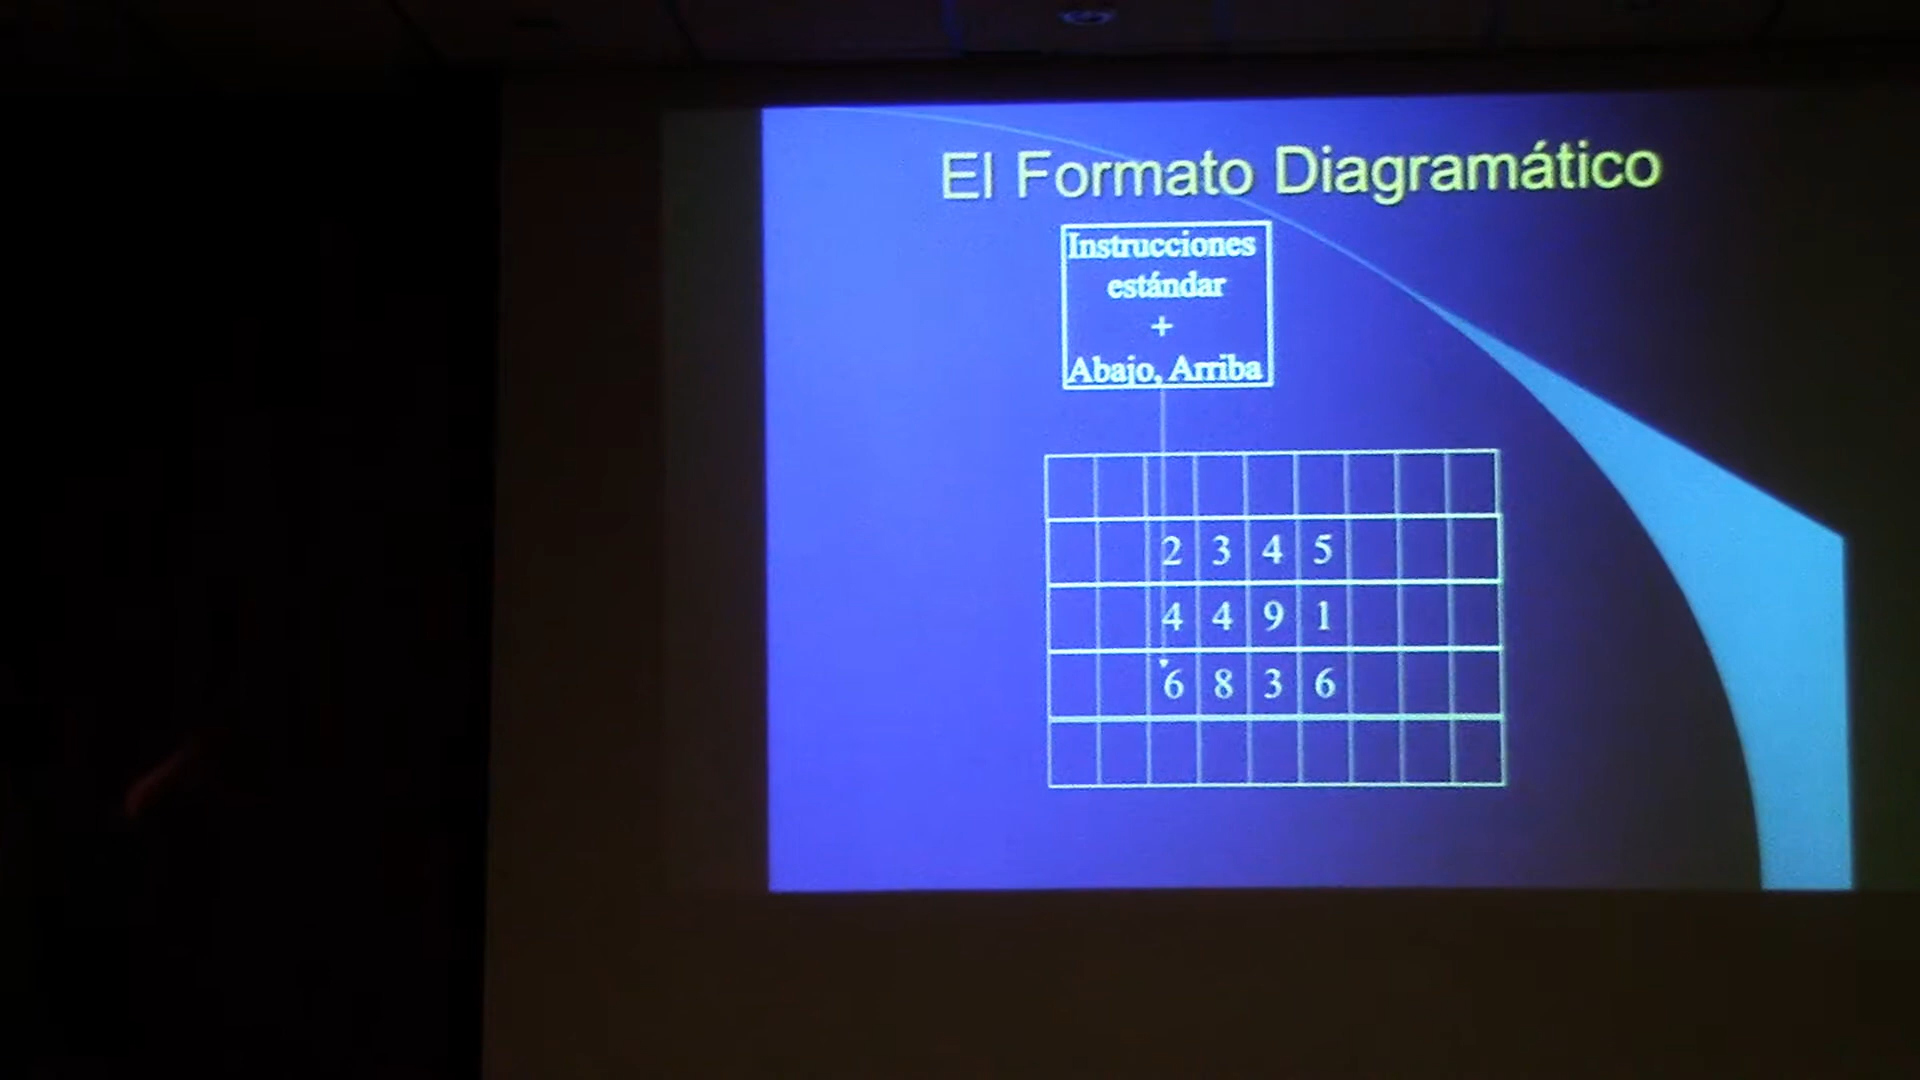 El Formato Diagramático
Instrucciones
estándar
+
Abajo, Arriba
2 3 4 5
4 4 9 1
6 8 3 6